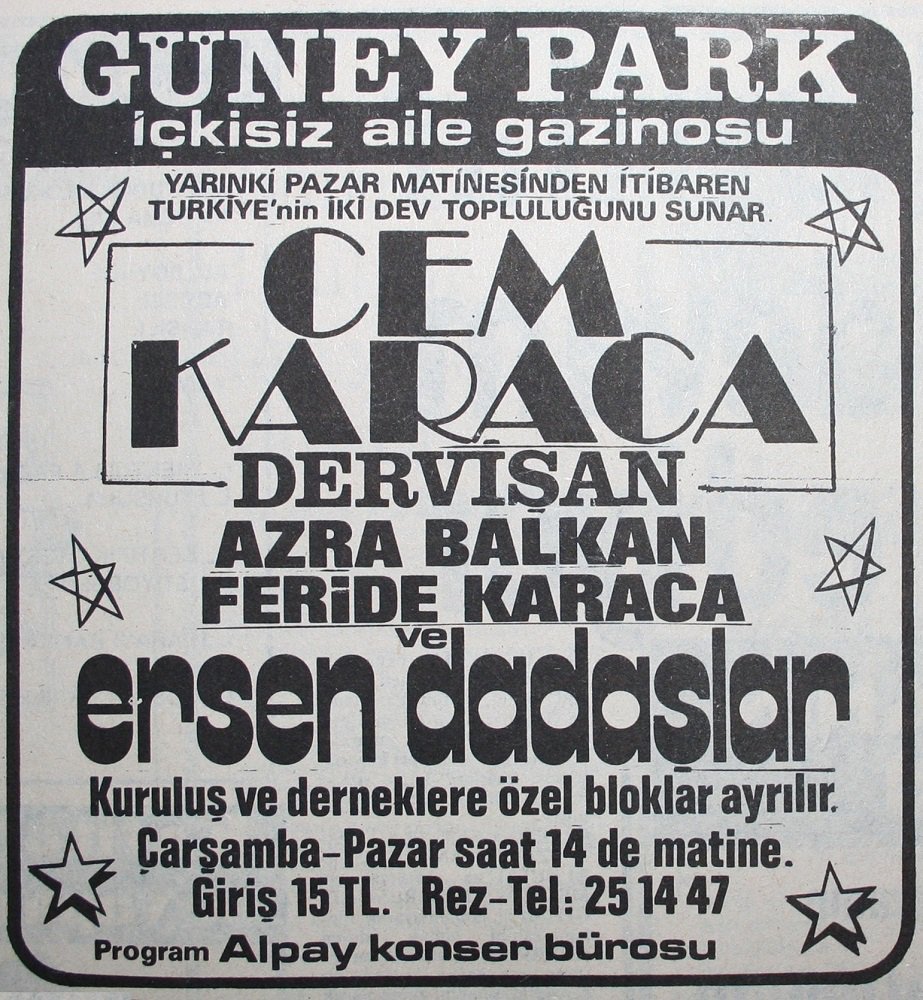 GÜNEY PARK
içkisiz aile gazinosu
YARINKİ PAZAR MATİNESİNDEN İTİBAREN
TURKİYE'nin İKİ DEV TOPLULUĞUNU SUNAR.
CEM
KARACA
DERVİŞAN
AZRA BALKAN
FERİDE KARACA
ve
ersen dadaşlar
Kuruluş ve derneklere özel bloklar ayrılır.
Çarşamba-Pazar saat 14 de matine.
Giriş 15 TL. Rez-Tel: 25 14 47
Program Alpay konser bürosu